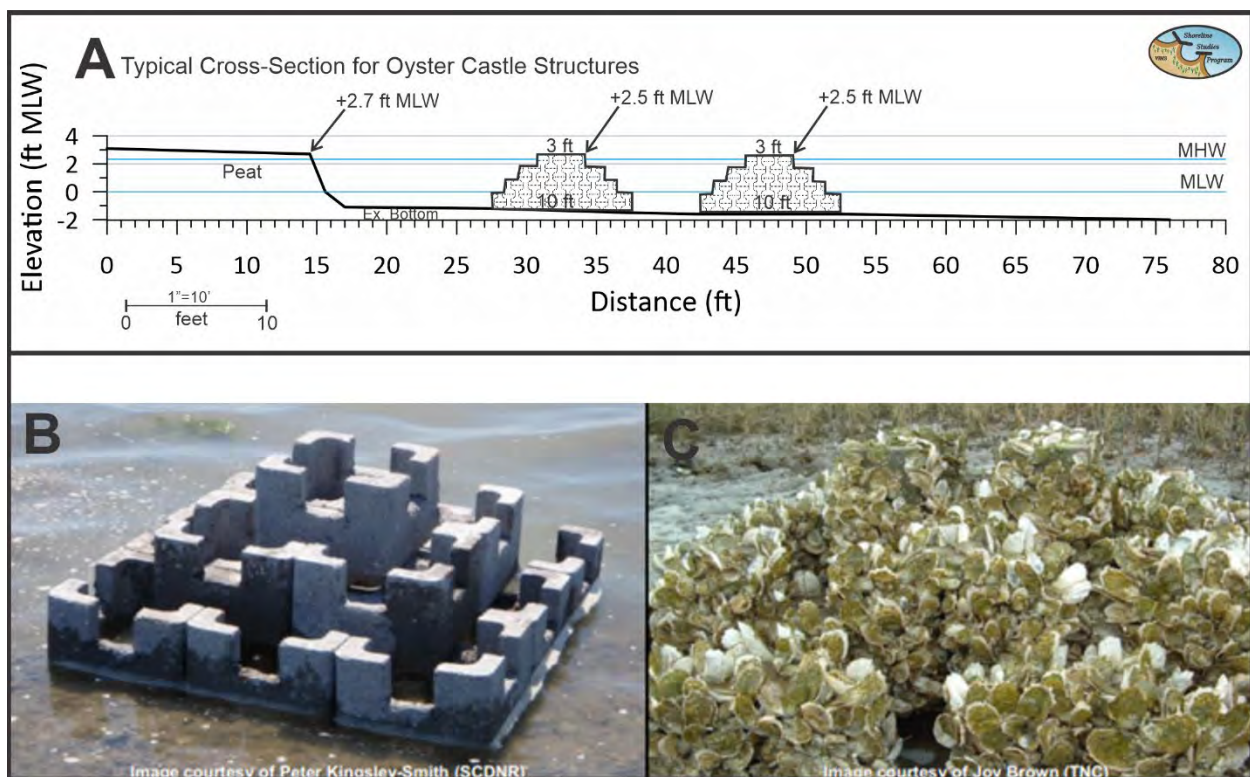 A Typical Cross-Section for Oyster Castle Structures
Shoreline
Studies
Program
VIMS
+2.7 ft MLW
+2.5 ft MLW
+2.5 ft MLW
Elevation (ft MLW)
4
2
0
-2
Peat
3 ft
3 ft
MHW
MLW
10 ft
10 ft
Ex. Bottom
0 5 10 15 20 25 30 35 40 45 50 55 60 65 70 75 80
Distance (ft)
1"=10'
0 feet 10
B
C
Image courtesy of Peter Kingsley-Smith (SCDNR)
Image courtesy of Joy Brown (TNC)